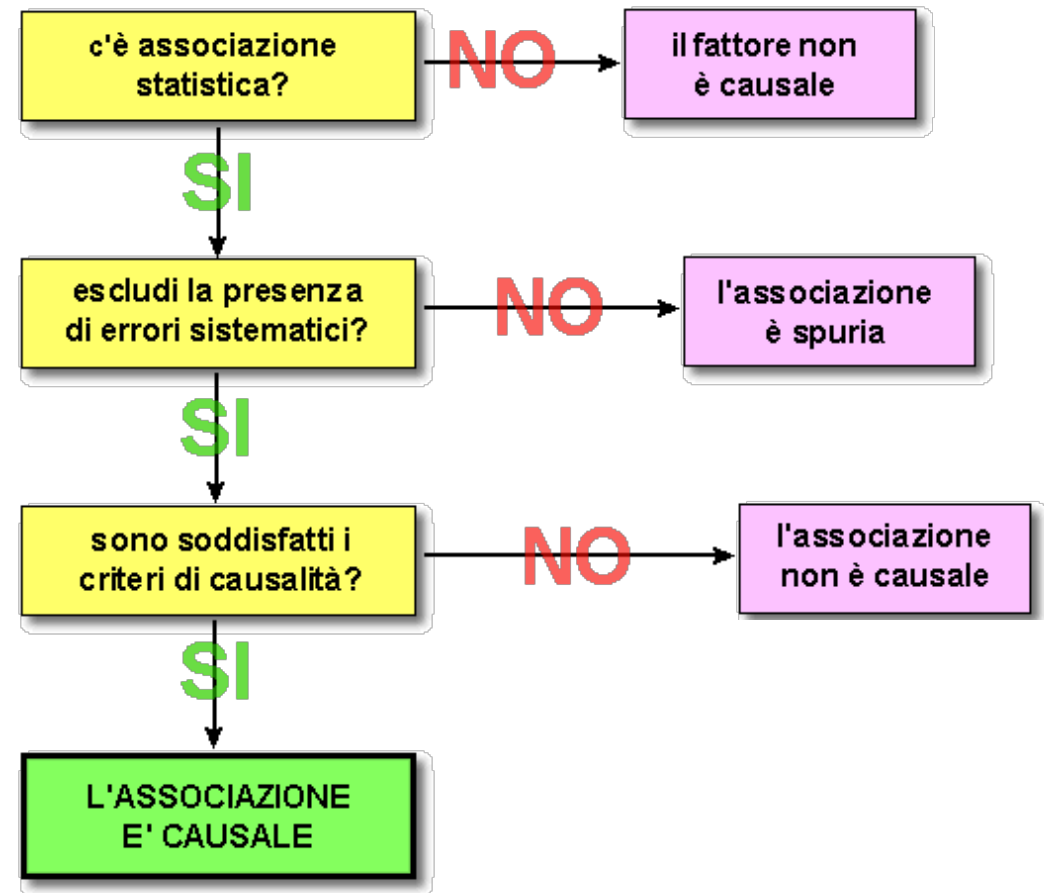 c'è associazione
statistica?
NO
il fattore non
è causale
SI
escludi la presenza
di errori sistematici?
NO
l'associazione
è spuria
SI
sono soddisfatti i
criteri di causalità?
NO
l'associazione
non è causale
SI
L'ASSOCIAZIONE
E' CAUSALE